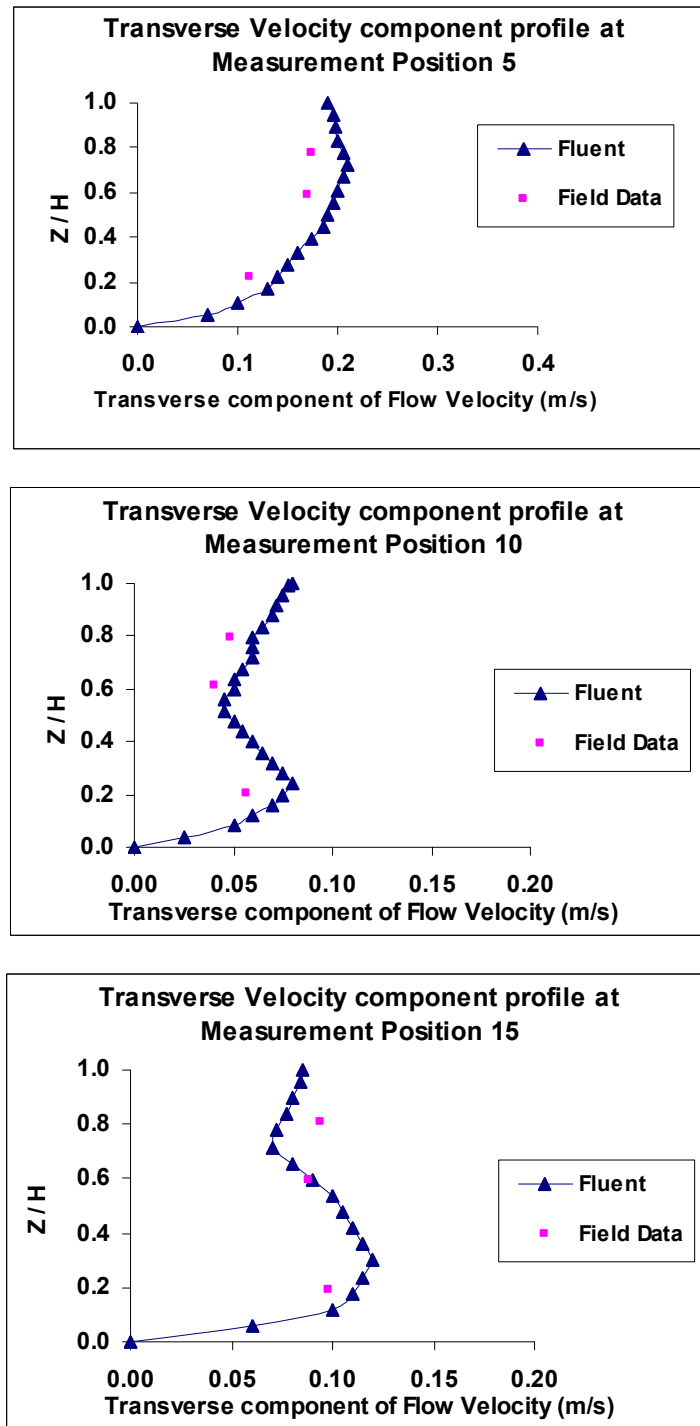 Transverse Velocity component profile at
Measurement Position 5
1.0
0.8
0.6
0.4
0.2
0.0
Z / H
0.0 0.1 0.2 0.3 0.4
Transverse component of Flow Velocity (m/s)
Fluent
Field Data
Transverse Velocity component profile at
Measurement Position 10
1.0
0.8
0.6
0.4
0.2
0.0
Z / H
0.00 0.05 0.10 0.15 0.20
Transverse component of Flow Velocity (m/s)
Fluent
Field Data
Transverse Velocity component profile at
Measurement Position 15
1.0
0.8
0.6
0.4
0.2
0.0
Z / H
0.00 0.05 0.10 0.15 0.20
Transverse component of Flow Velocity (m/s)
Fluent
Field Data